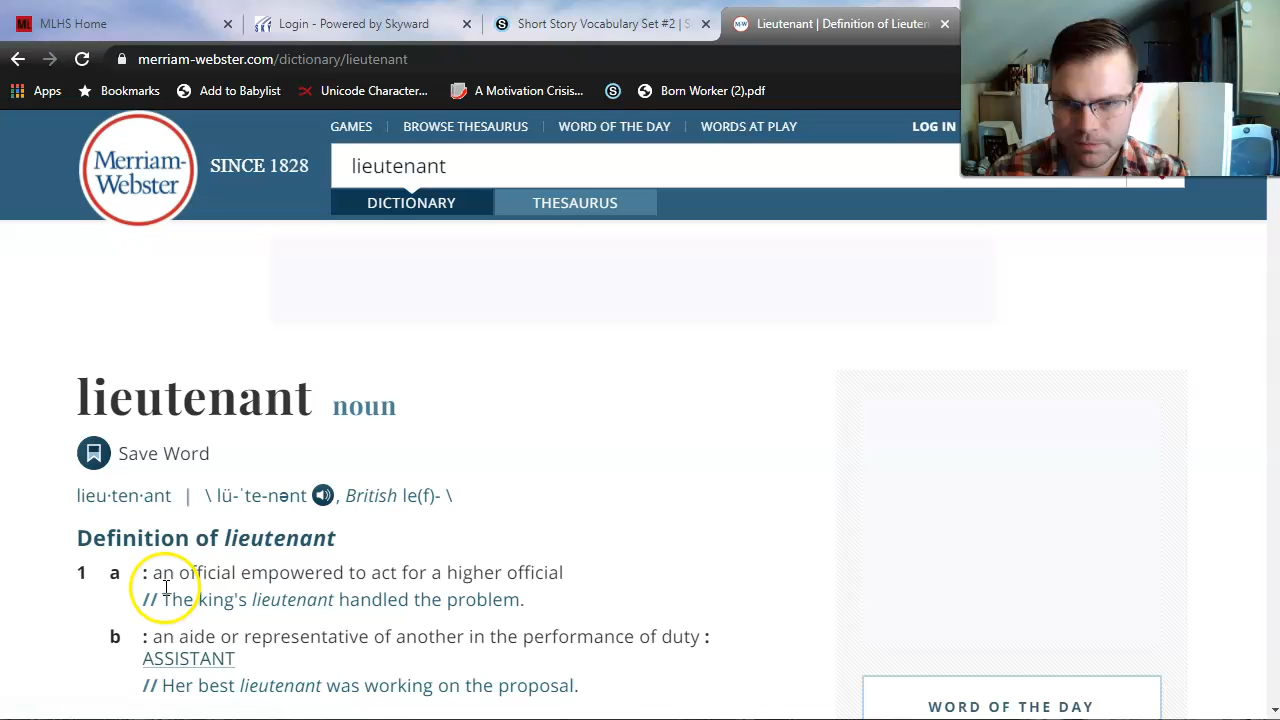 ML MLHS Home × Login - Powered by Skyward × S Short Story Vocabulary Set #2 | S × M-W Lieutenant | Definition of Lieuten ×
merriam-webster.com/dictionary/lieutenant
Apps Bookmarks Add to Babylist Unicode Character... A Motivation Crisis... S Born Worker (2).pdf
GAMES BROWSE THESAURUS WORD OF THE DAY WORDS AT PLAY LOG IN
Merriam-
Webster
SINCE 1828
lieutenant
DICTIONARY THESAURUS
lieutenant noun
Save Word
lieu·ten·ant | \ lü-ˈte-nənt , British le(f)- \
Definition of lieutenant
1 a : an official empowered to act for a higher official
// The king's lieutenant handled the problem.
b : an aide or representative of another in the performance of duty :
ASSISTANT
// Her best lieutenant was working on the proposal.
WORD OF THE DAY